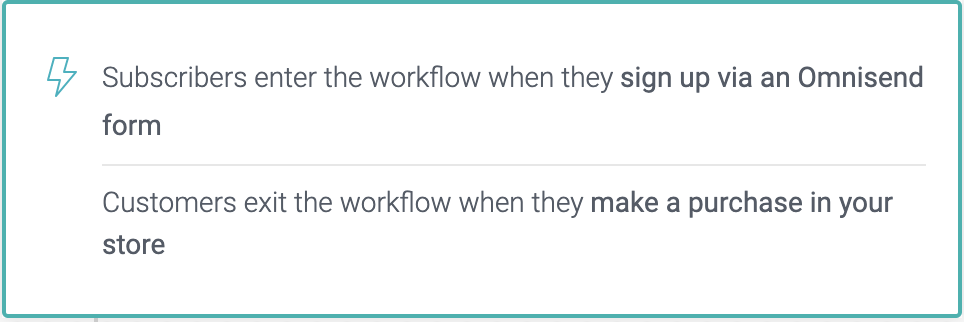 Subscribers enter the workflow when they sign up via an Omnisend
form
Customers exit the workflow when they make a purchase in your
store